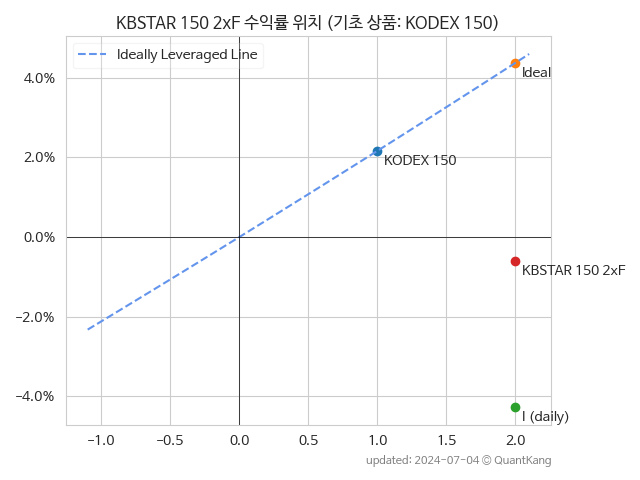 KBSTAR 150 2xF 수익률 위치 (기초 상품: KODEX 150)
Ideally Leveraged Line
4.0%
2.0%
0.0%
−2.0%
−4.0%
Ideal
KODEX 150
KBSTAR 150 2xF
I (daily)
−1.0 −0.5 0.0 0.5 1.0 1.5 2.0
updated: 2024-07-04 © QuantKang